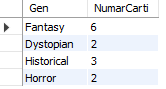 Gen NumarCarti
Fantasy 6
Dystopian 2
Historical 3
Horror 2